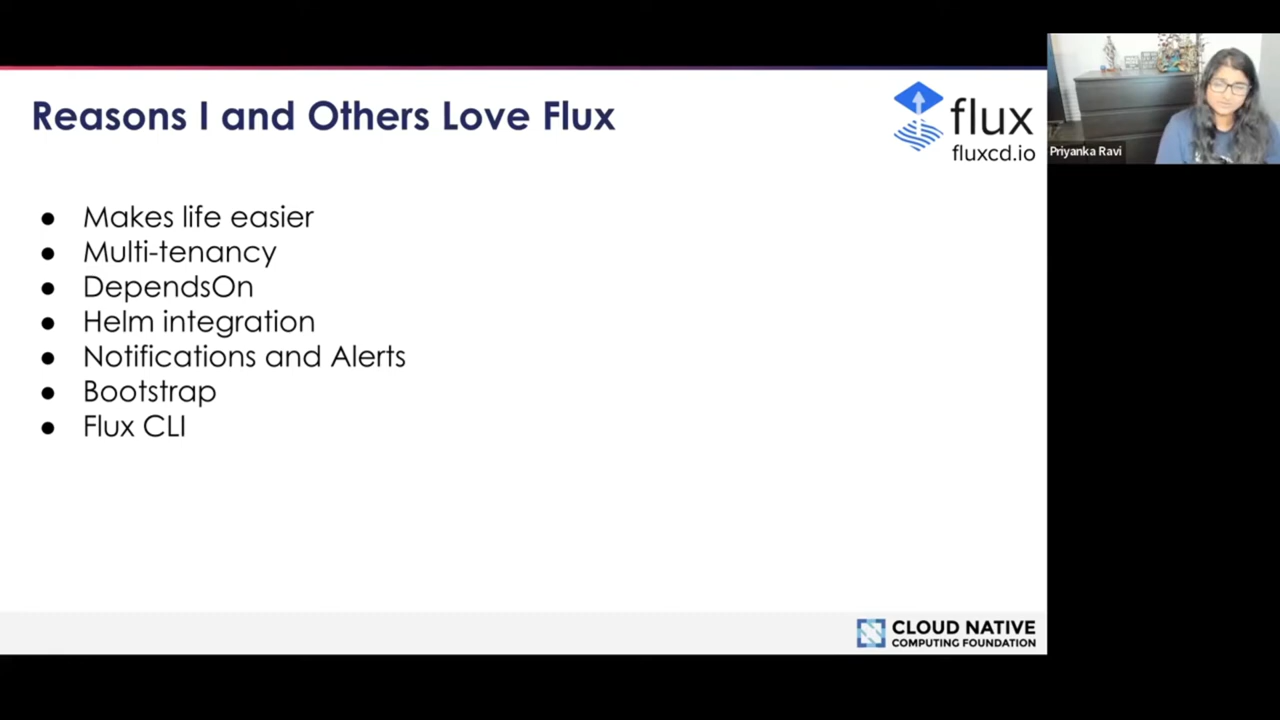 Reasons I and Others Love Flux
flux
fluxcd.io
Priyanka Ravi
● Makes life easier
● Multi-tenancy
● DependsOn
● Helm integration
● Notifications and Alerts
● Bootstrap
● Flux CLI
CLOUD NATIVE
COMPUTING FOUNDATION